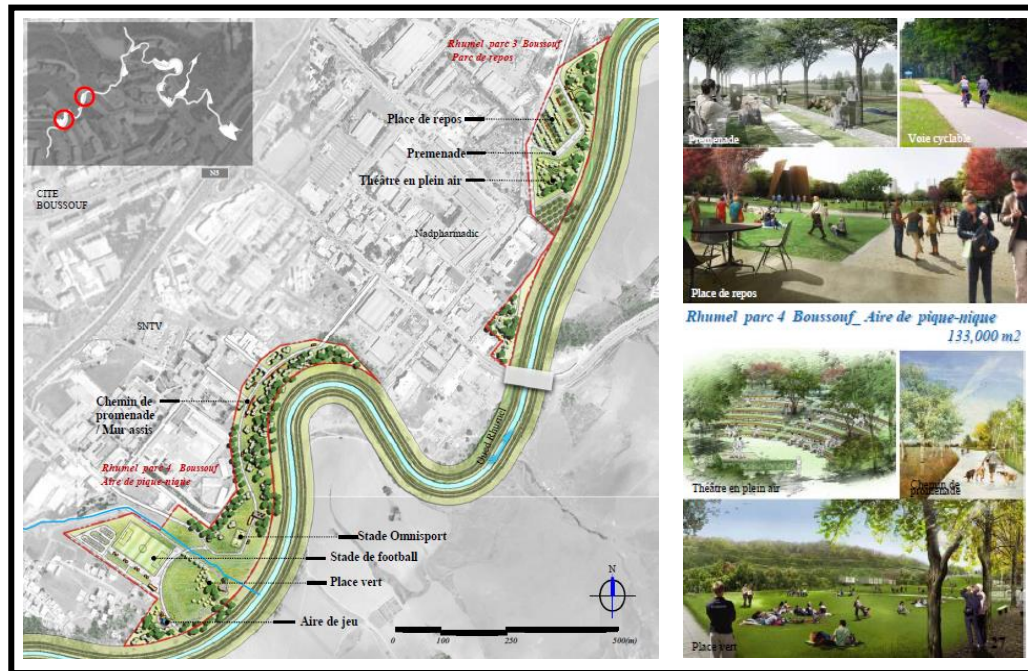 Rhumel parc 3 Boussouf
Parc de repos
Place de repos
Premenade
Théâtre en plein air
N5
CITE
BOUSSOUF
Nadpharmadic
SNTV
Chemin de
promenade
/ Mur assis
Rhumel parc 4 Boussouf
Aire de pique-nique
Oued Rhumel
Stade Omnisport
Stade de football
Place vert
Aire de jeu
N
0 100 250 500(m)
Premenade
Voie cyclable
Place de repos
Rhumel parc 4 Boussouf_ Aire de pique-nique
133,000 m2
Théâtre en plein air
Chemin de
promenade
Place vert
27